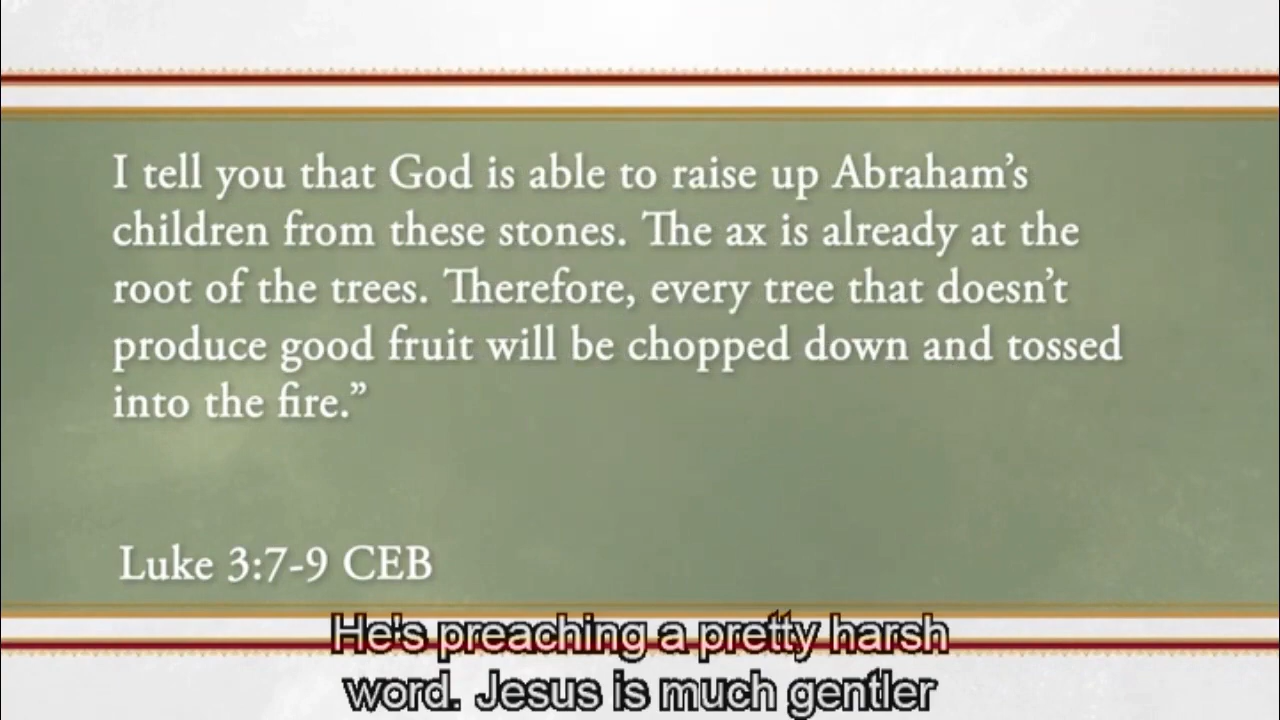 I tell you that God is able to raise up Abraham’s
children from these stones. The ax is already at the
root of the trees. Therefore, every tree that doesn’t
produce good fruit will be chopped down and tossed
into the fire.”
Luke 3:7-9 CEB
He's preaching a pretty harsh
word. Jesus is much gentler